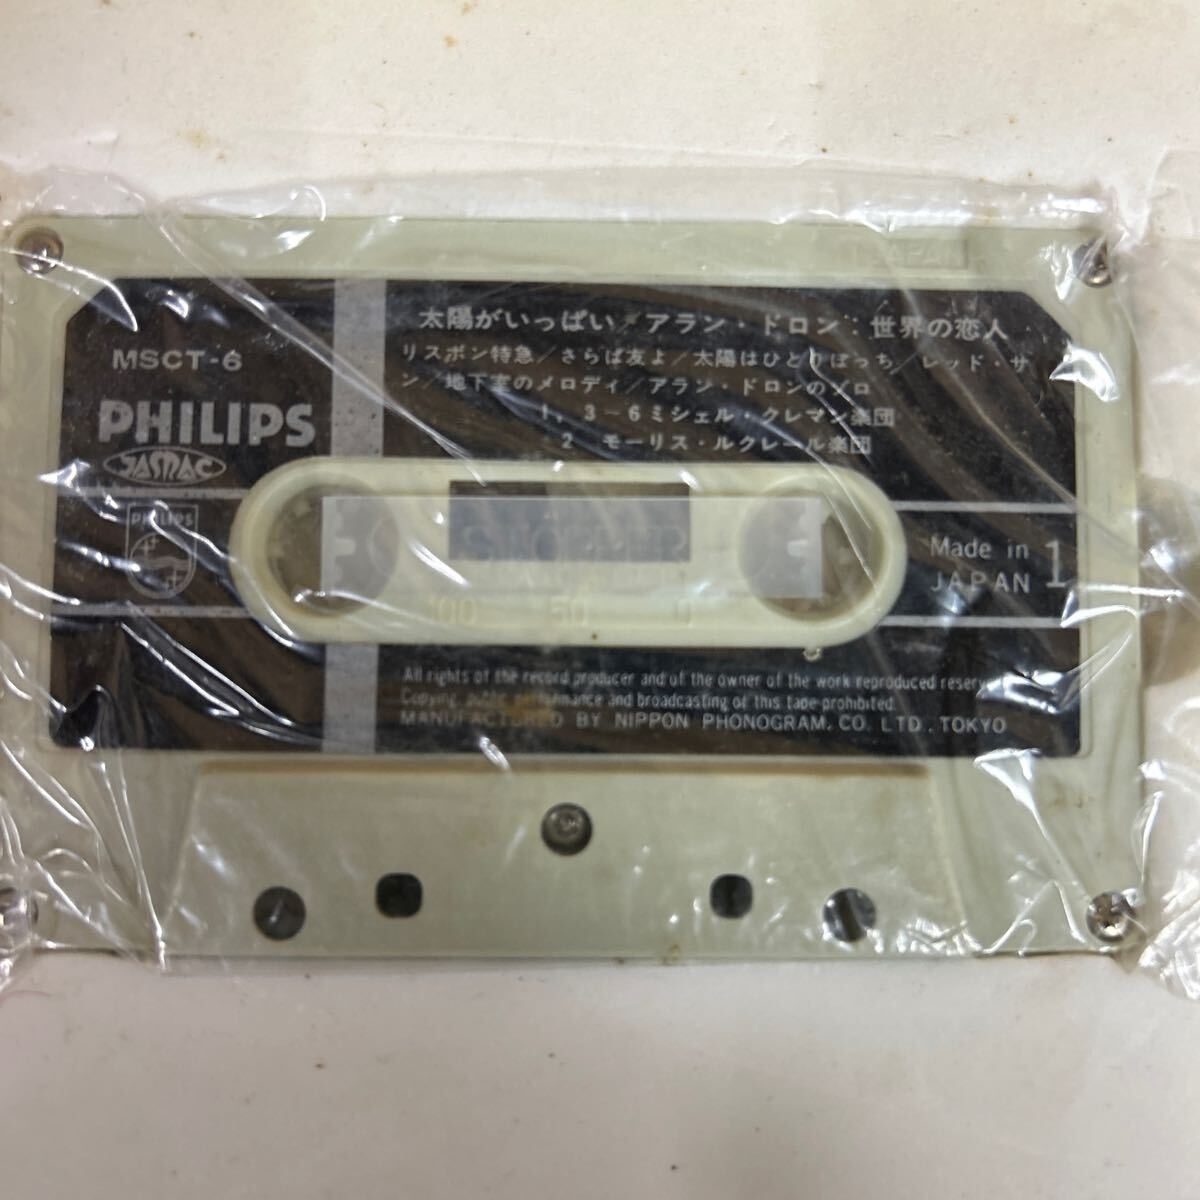 JAPAN
太陽がいっぱい/アラン・ドロン:世界の恋人
MSCT-6
リスボン特急/さらば友よ/太陽はひとりぼっち/レッド・サ
ン/地下室のメロディ/アラン・ドロンのソロ
1, 3-6 ミシェル・クレマン楽団
2 モーリス・ルクレール楽団
PHILIPS
JASRAC
PHILIPS
100 50 0
Made in
JAPAN
1
All rights of the record producer and of the owner of the work reproduced reserved
Copying, public performance and broadcasting of this tape prohibited.
MANUFACTURED BY NIPPON PHONOGRAM, CO. LTD., TOKYO